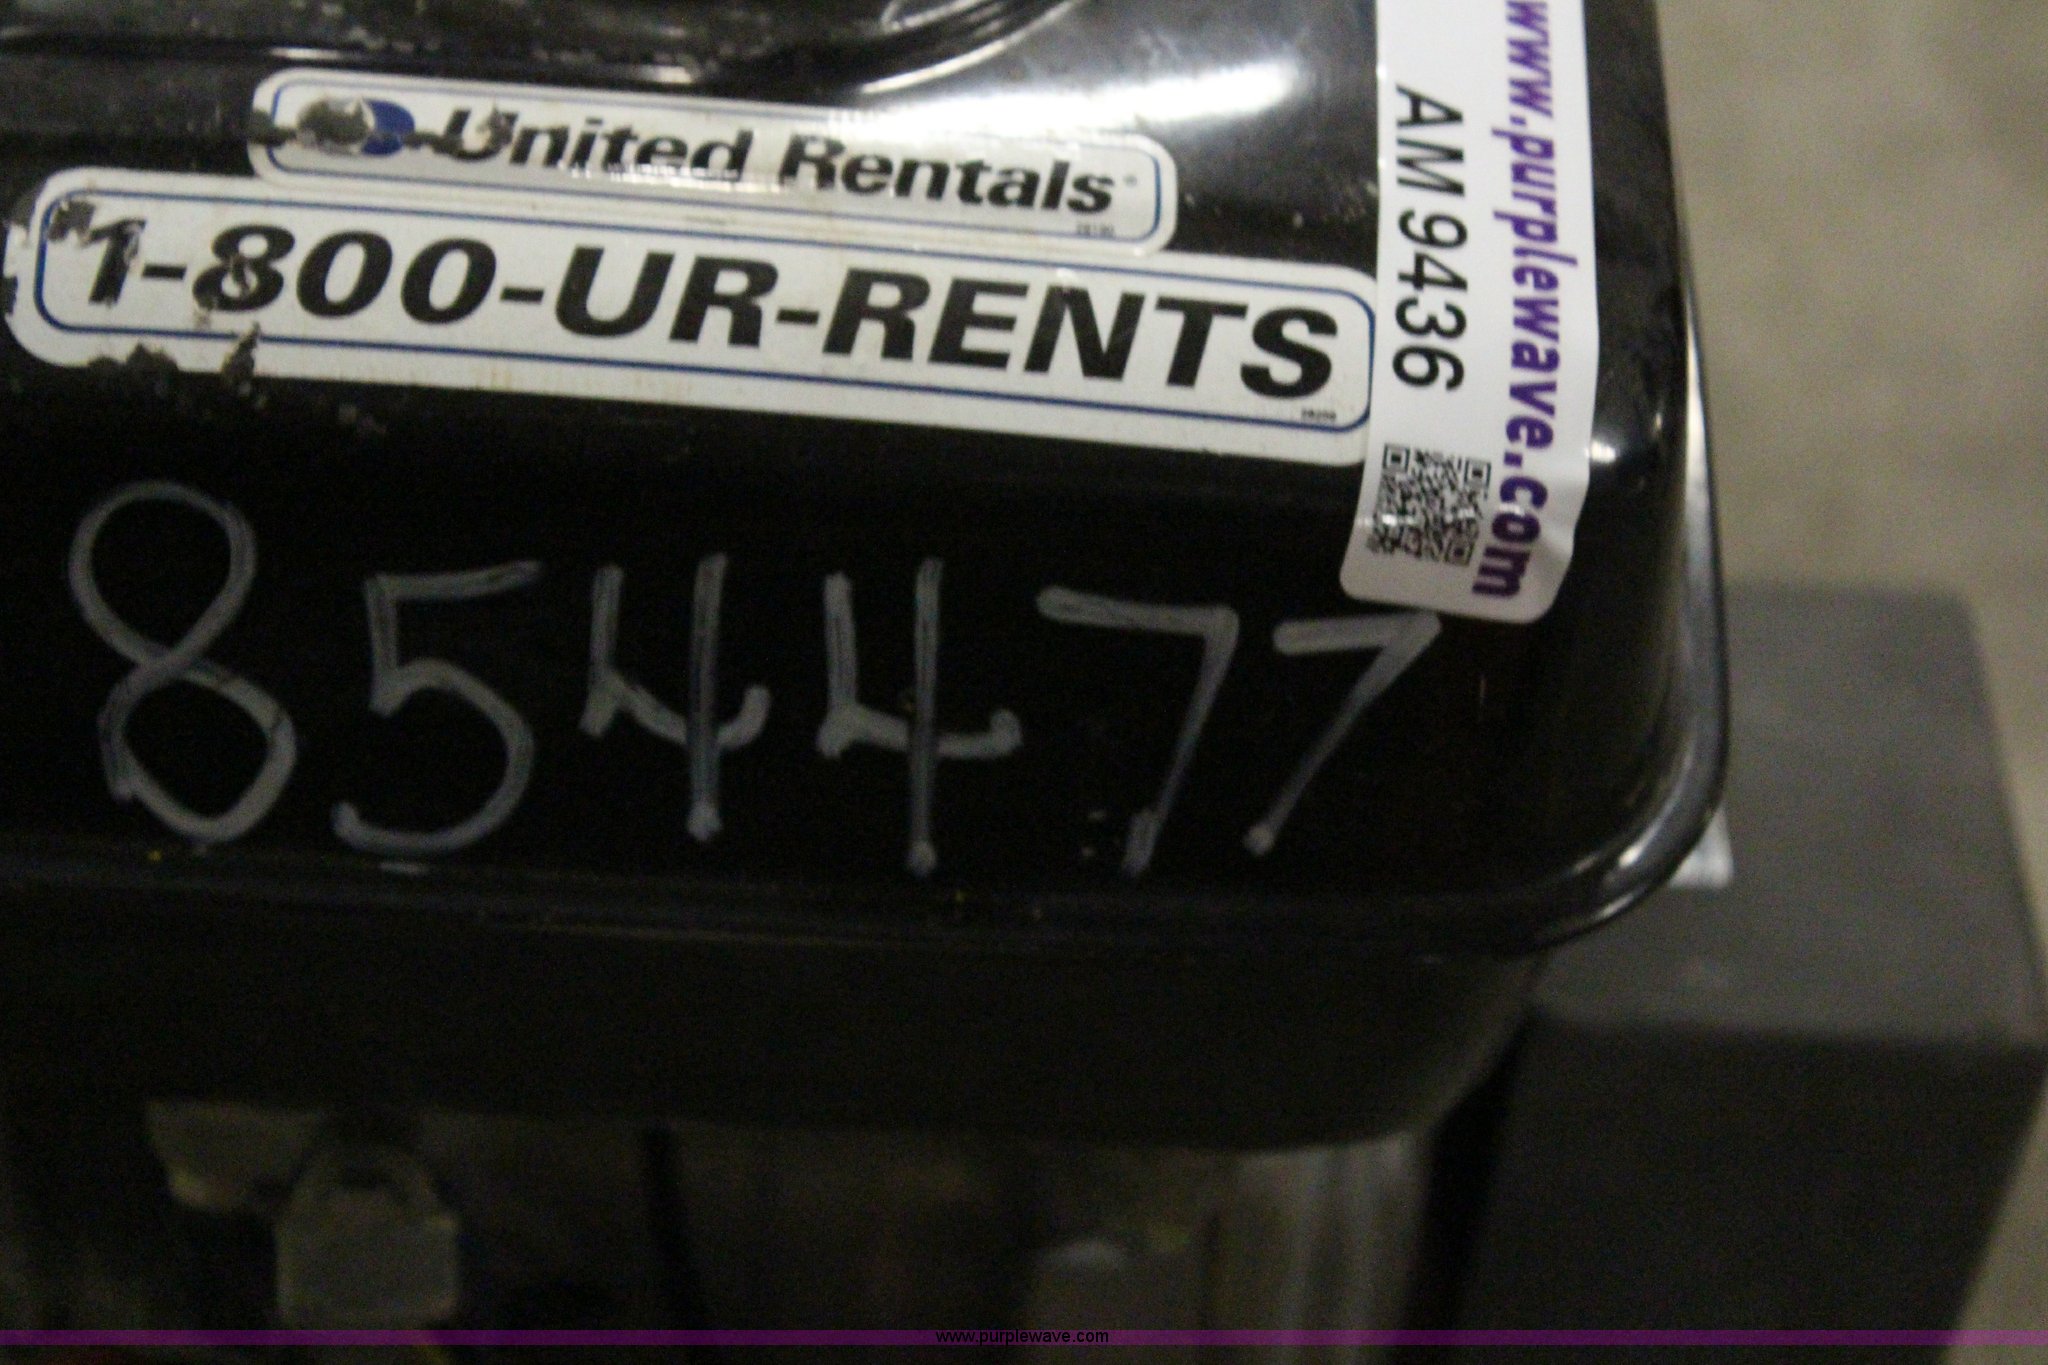 United Rentals
1-800-UR-RENTS
AM 9436
www.purplewave.com
854477
www.purplewave.com